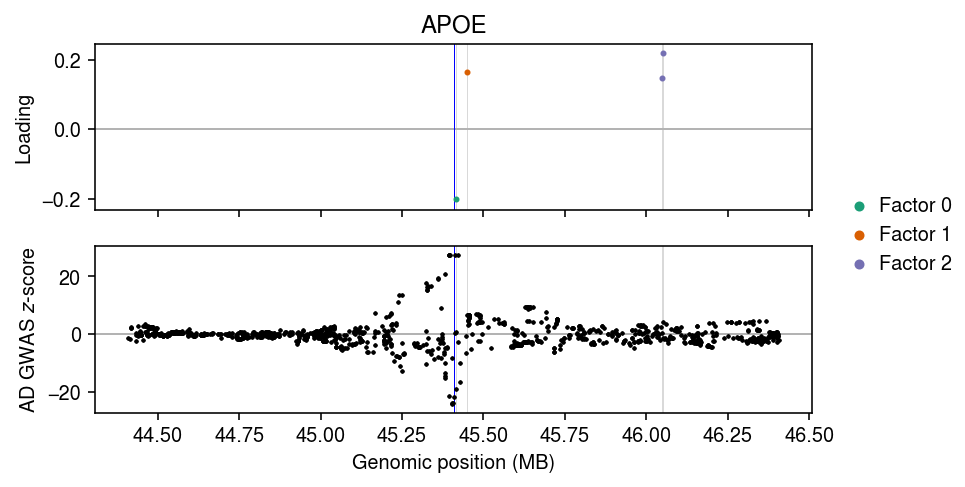 APOE
Loading
0.2
0.0
−0.2
AD GWAS z-score
20
0
−20
44.50 44.75 45.00 45.25 45.50 45.75 46.00 46.25 46.50
Genomic position (MB)
Factor 0
Factor 1
Factor 2